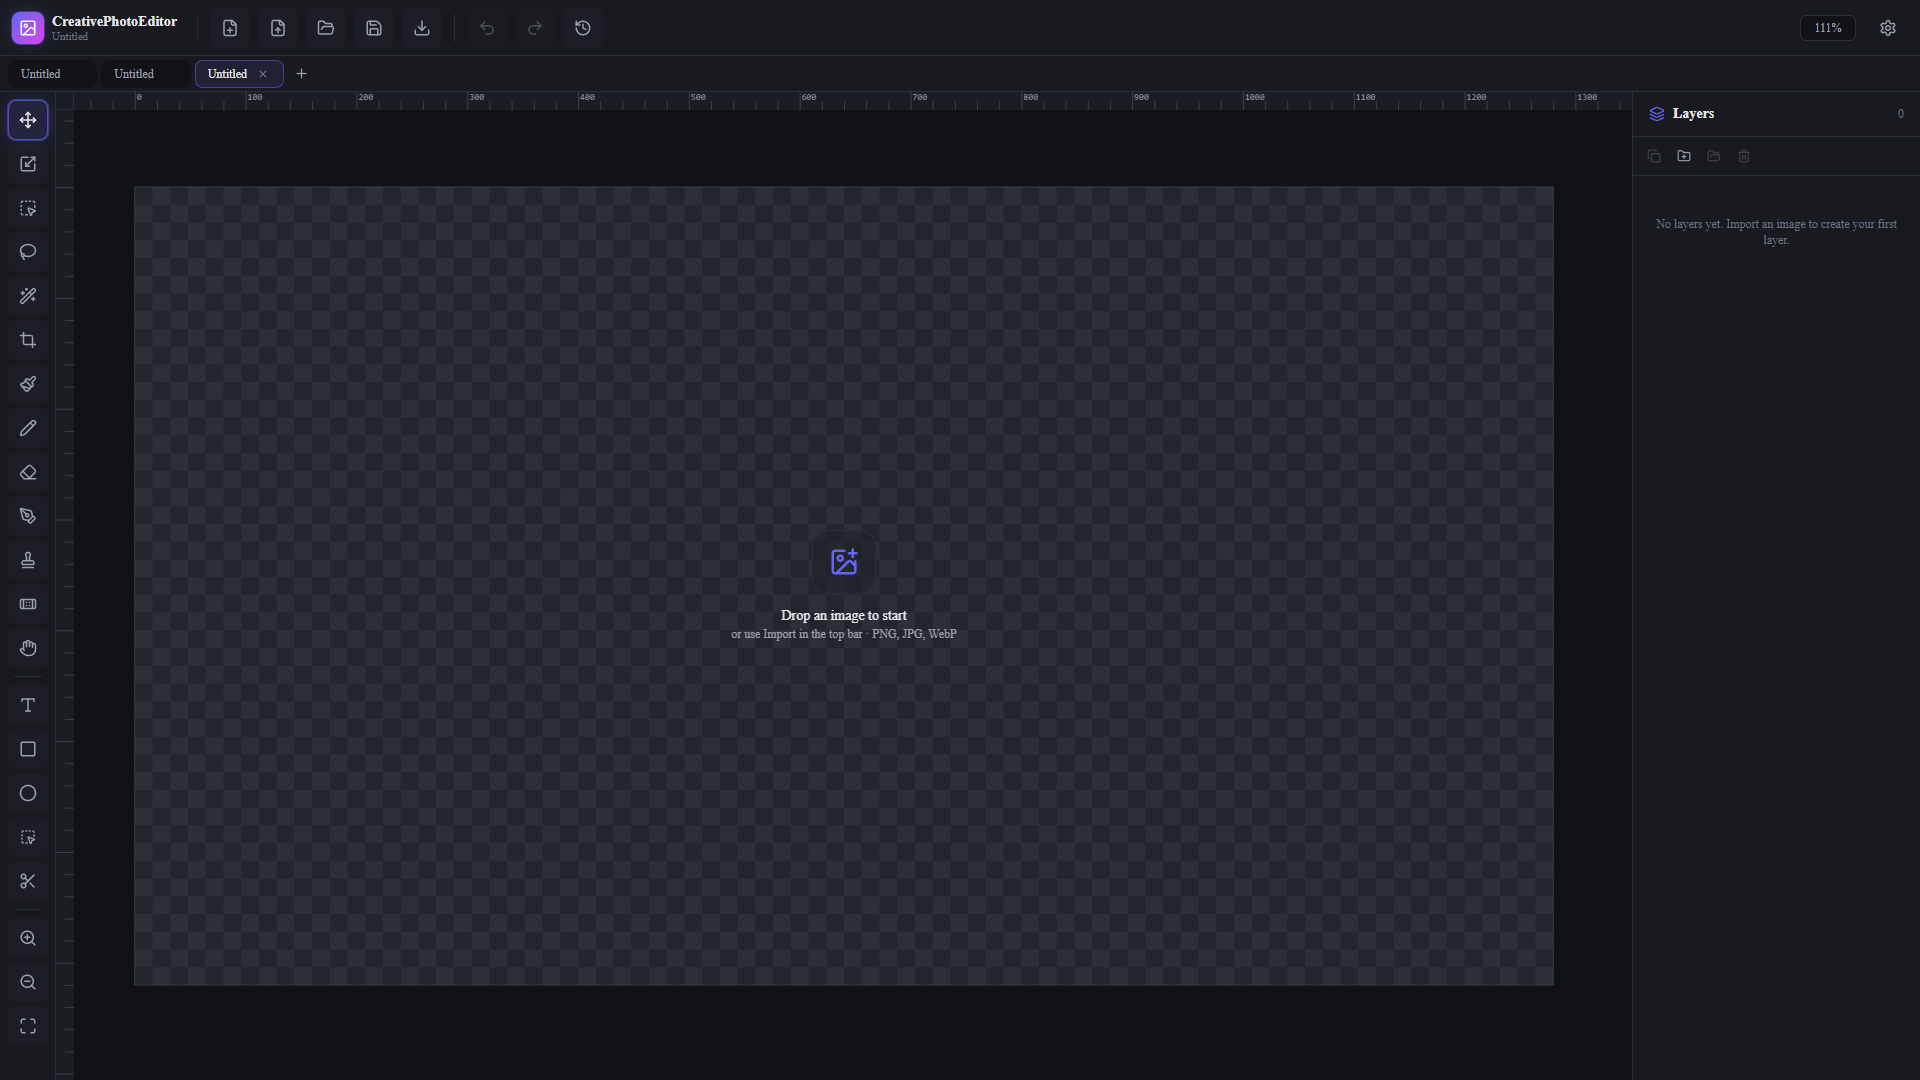 CreativePhotoEditor
Untitled
111%
Untitled
Untitled
Untitled
0 100 200 300 400 500 600 700 800 900 1000 1100 1200 1300
Layers
0
No layers yet. Import an image to create your first
layer.
Drop an image to start
or use Import in the top bar · PNG, JPG, WebP